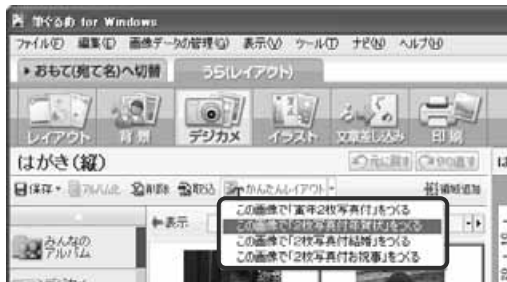 筆ぐるめ for Windows
ファイル(F) 編集(E) 画像データの管理(G) 表示(V) ツール(T) ナビ(N) ヘルプ(H)
おもて(宛て名)へ切替 うら(レイアウト)
レイアウト 背景 デジカメ イラスト 文章差し込み 印刷
はがき(縦) 元に戻す
保存 削除 取込 かんたんレイアウト 領域追加
この画像で「寅年2枚写真付」をつくる
表示 この画像で「2枚写真付年賀状」をつくる
みんなの この画像で「2枚写真付結婚」をつくる
アルバム この画像で「2枚写真付お祝事」をつくる